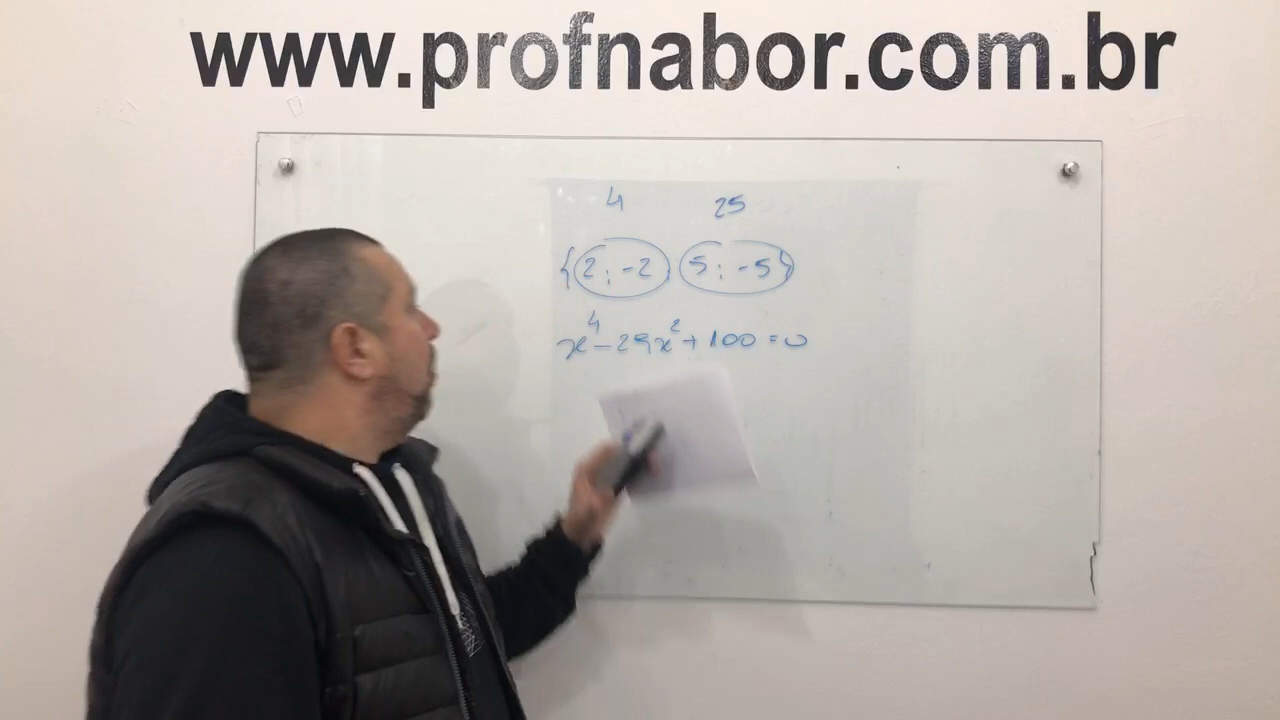 www.profnabor.com.br
4 25
{2; -2 5; -5}
x⁴ - 29x² + 100 = 0